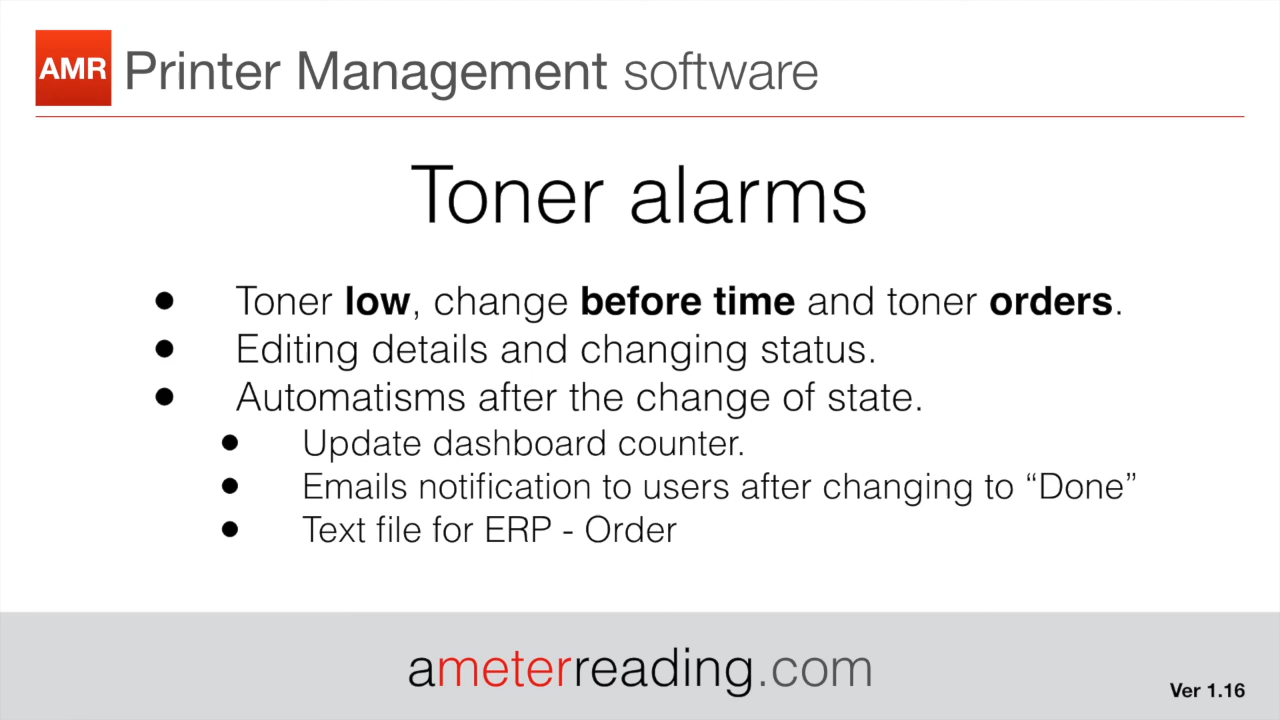 AMR Printer Management software
Toner alarms
● Toner low, change before time and toner orders.
● Editing details and changing status.
● Automatisms after the change of state.
● Update dashboard counter.
● Emails notification to users after changing to “Done”
● Text file for ERP - Order
ameterreading.com
Ver 1.16